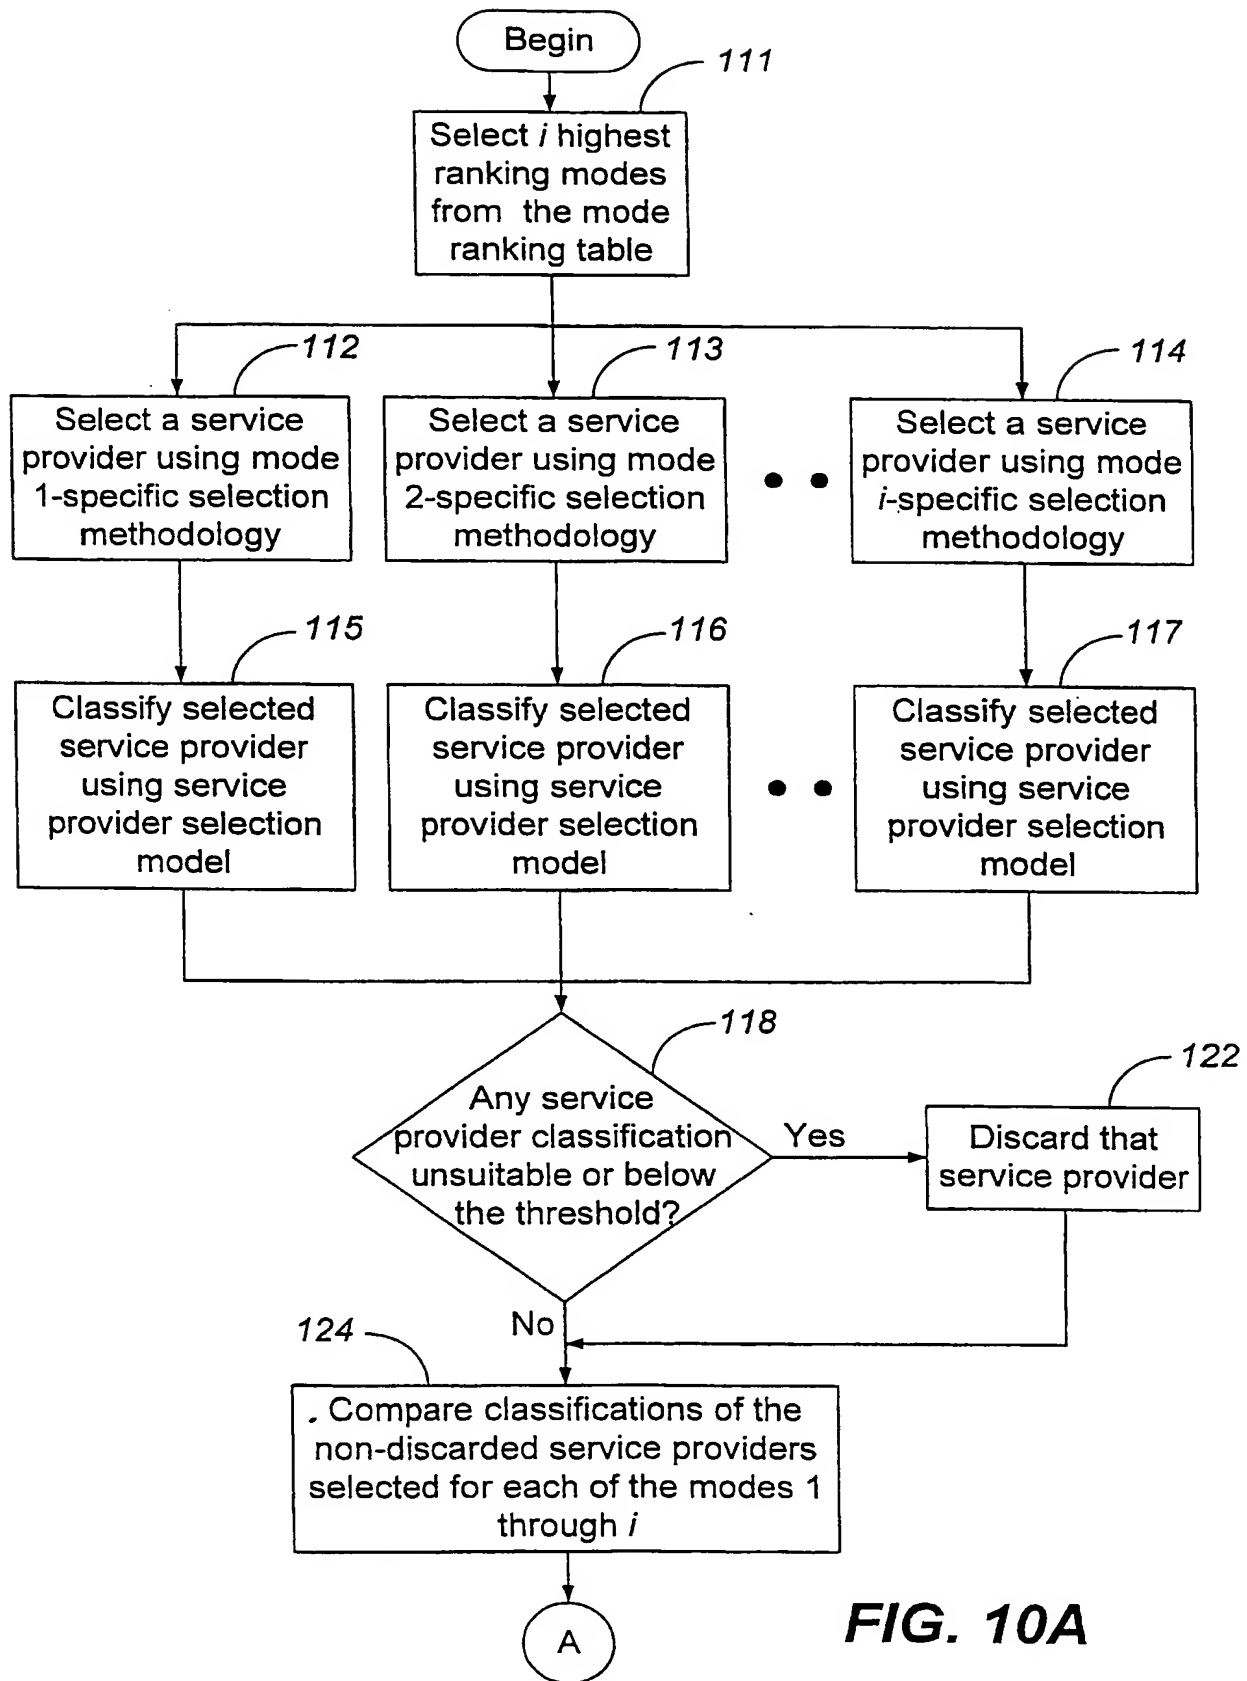 Begin
111
Select i highest
ranking modes
from the mode
ranking table
112
Select a service
provider using mode
1-specific selection
methodology
113
Select a service
provider using mode
2-specific selection
methodology
114
Select a service
provider using mode
i-specific selection
methodology
115
Classify selected
service provider
using service
provider selection
model
116
Classify selected
service provider
using service
provider selection
model
117
Classify selected
service provider
using service
provider selection
model
118
Any service
provider classification
unsuitable or below
the threshold?
Yes
122
Discard that
service provider
No
124
Compare classifications of the
non-discarded service providers
selected for each of the modes 1
through i
A
FIG. 10A